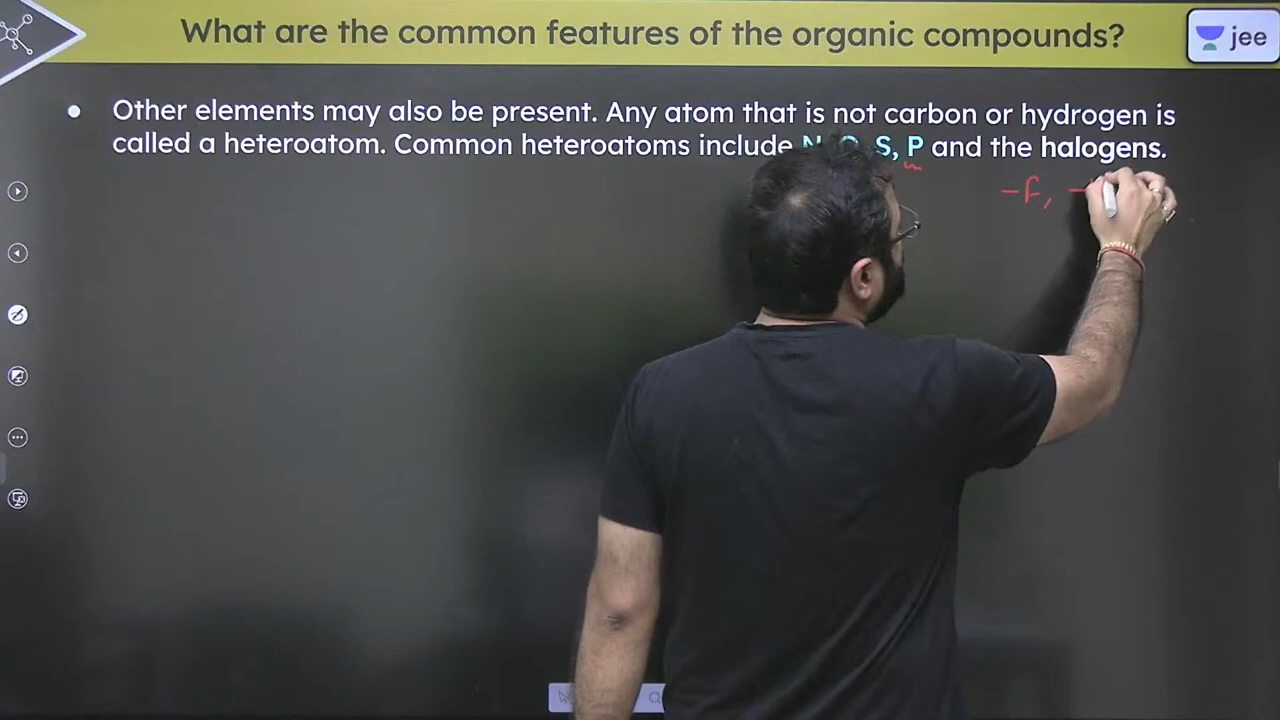 What are the common features of the organic compounds?
jee
Other elements may also be present. Any atom that is not carbon or hydrogen is
called a heteroatom. Common heteroatoms include S, P and the halogens.
-F, -